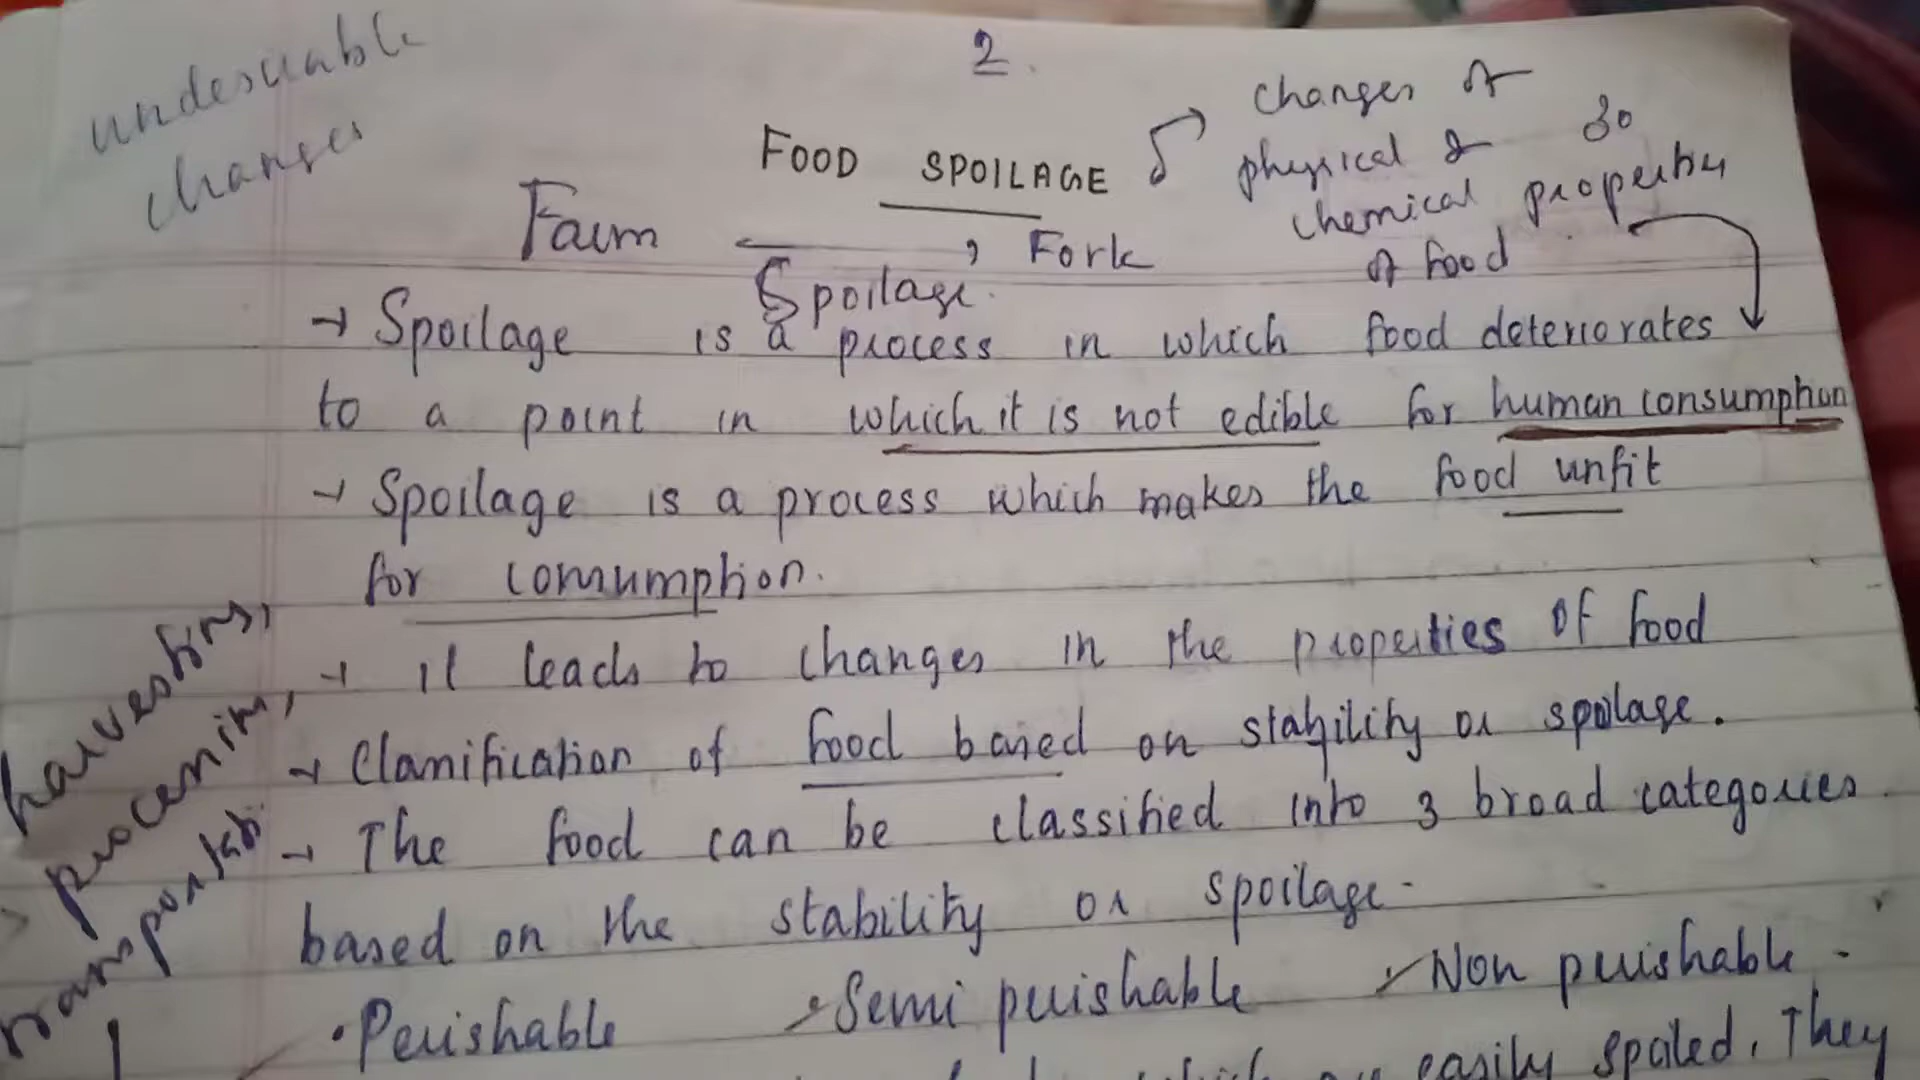 2.
undesirable
changes
FOOD SPOILAGE
changes of
physical & 30
chemical properties
of food
Farm → Fork
Spoilage.
→ Spoilage is a process in which food deteriorates
to a point in which it is not edible for human consumption
→ Spoilage is a process which makes the food unfit
for consumption.
→ it leads to changes in the properties of food
→ Classification of food based on stability or spoilage.
→ The food can be classified into 3 broad categories
based on the stability or spoilage.
• Perishable • Semi perishable Non perishable.
easily spoiled. They
harvesting,
processing,